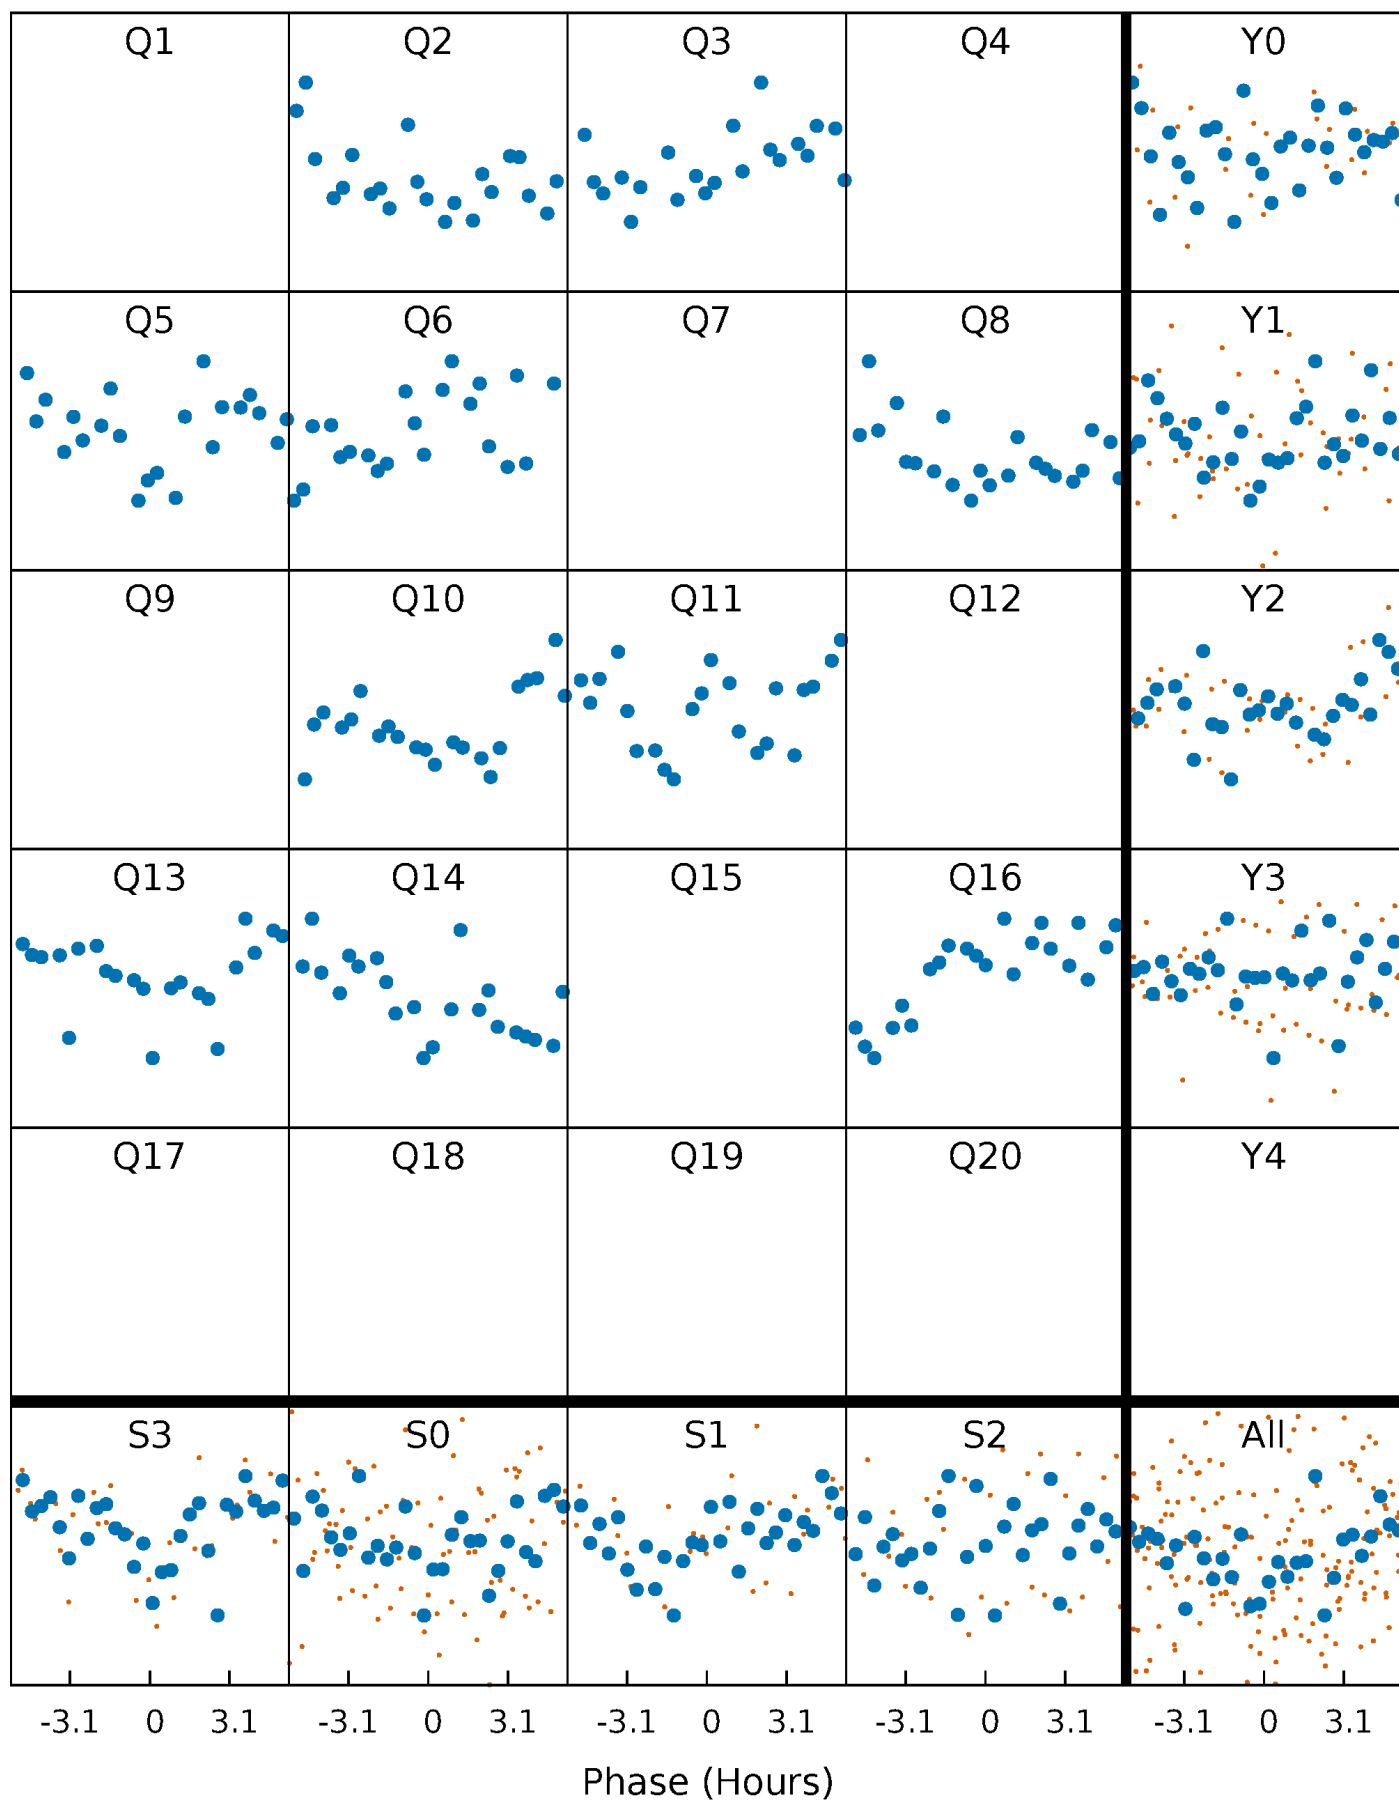 Q1 Q2 Q3 Q4 Y0
Q5 Q6 Q7 Q8 Y1
Q9 Q10 Q11 Q12 Y2
Q13 Q14 Q15 Q16 Y3
Q17 Q18 Q19 Q20 Y4
S3 S0 S1 S2 All
-3.1 0 3.1 -3.1 0 3.1 -3.1 0 3.1 -3.1 0 3.1 -3.1 0 3.1
Phase (Hours)